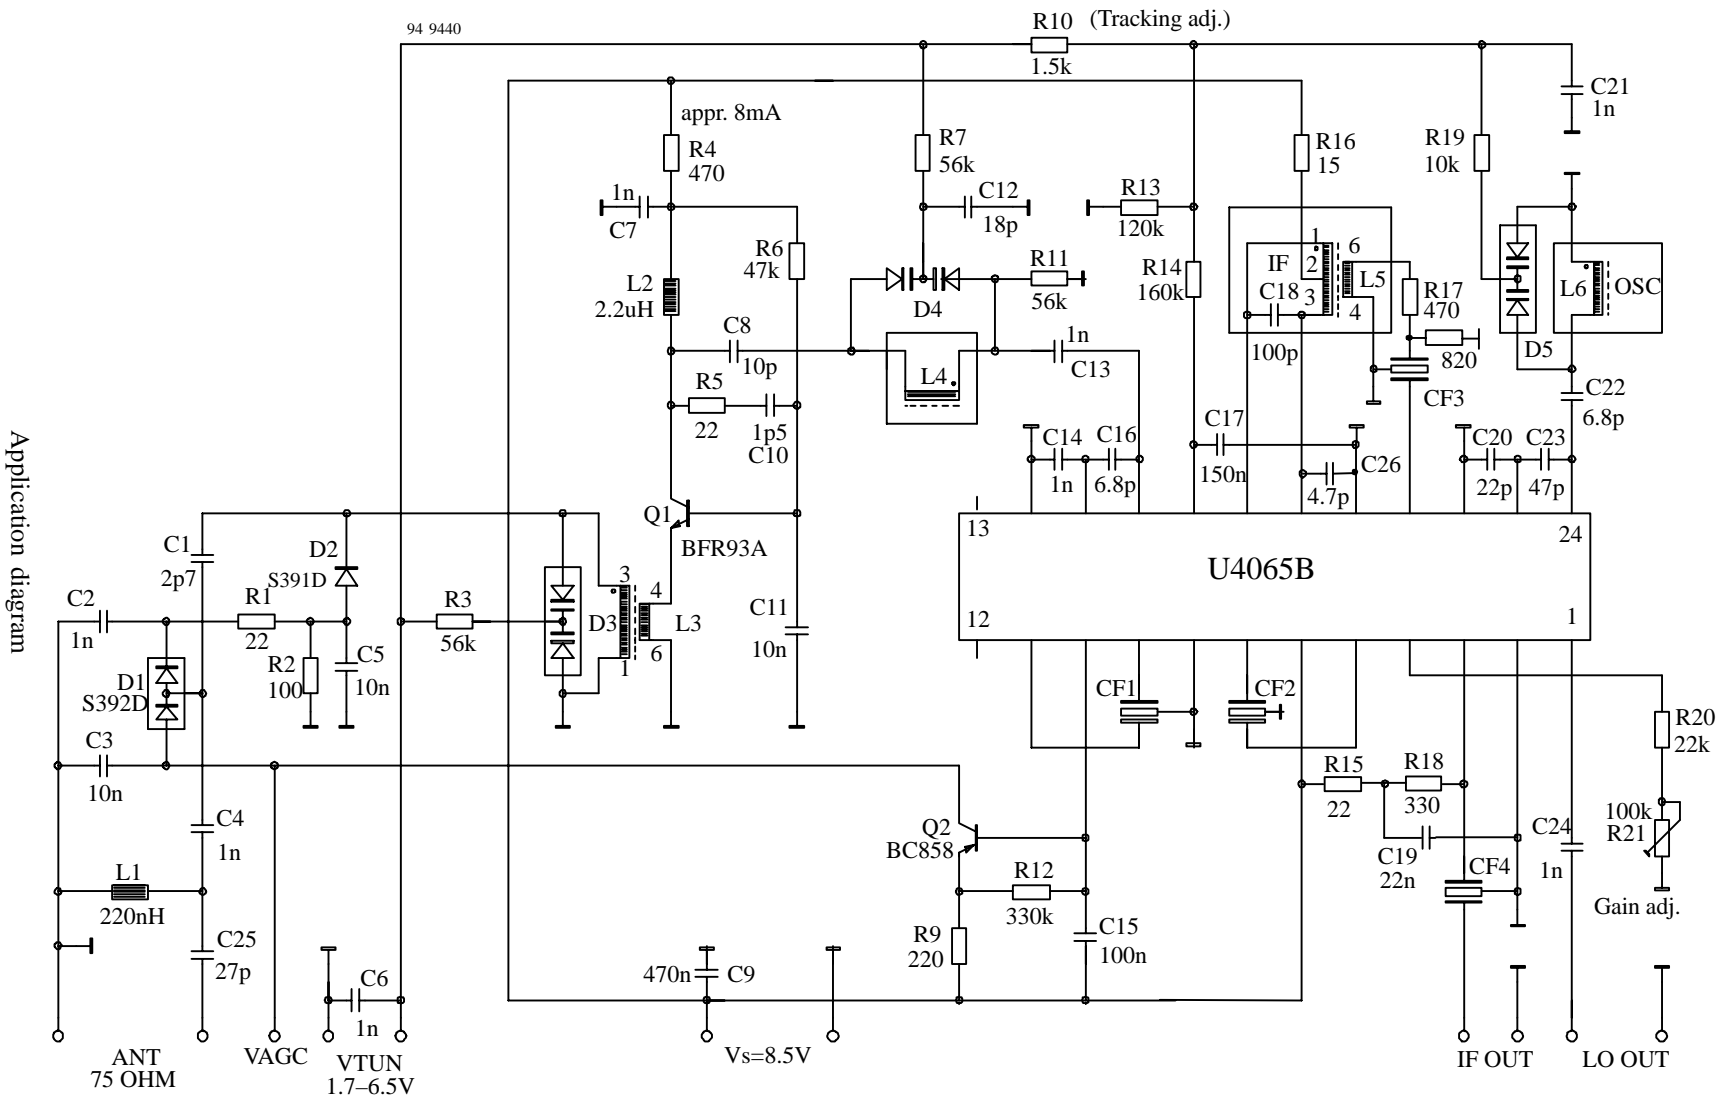 94 9440
R10 (Tracking adj.)
1.5k
C21
1n
appr. 8mA
R4
470
R7
56k
R16
15
R19
10k
1n
C7
C12
18p
R13
120k
R6
47k
R11
56k
R14
160k
1
6
IF
2
L5
C18
3
4
100p
R17
470
820
CF3
L6
OSC
D5
L2
2.2uH
D4
C8
10p
1n
C13
L4
R5
22
1p5
C10
C22
6.8p
C14
1n
C16
6.8p
C17
150n
C26
4.7p
C20
22p
C23
47p
Application diagram
Q1
BFR93A
13
24
U4065B
12
1
C1
2p7
D2
S391D
C2
1n
R1
22
R3
56k
3
4
D3
L3
1
6
C11
10n
R2
100
C5
10n
D1
S392D
C3
10n
CF1
CF2
R20
22k
R15
22
R18
330
100k
R21
Gain adj.
C4
1n
Q2
BC858
C19
22n
CF4
C24
1n
L1
220nH
R12
330k
C25
27p
R9
220
C15
100n
C6
1n
470n
C9
ANT
75 OHM
VAGC
VTUN
1.7–6.5V
Vs=8.5V
IF OUT
LO OUT